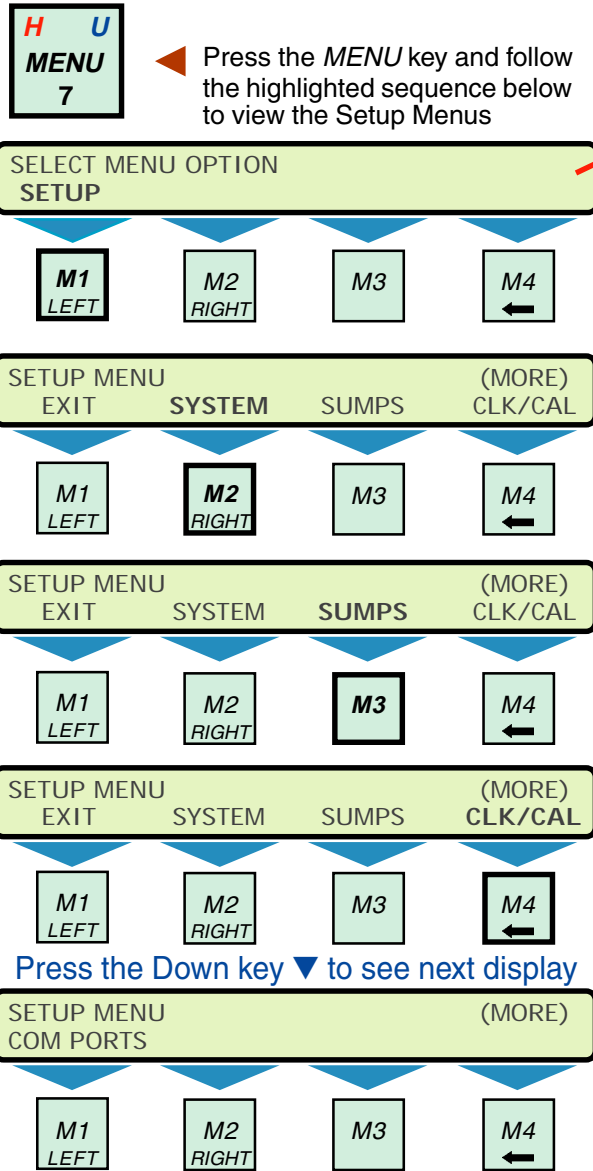 H U
MENU
7
Press the MENU key and follow
the highlighted sequence below
to view the Setup Menus
SELECT MENU OPTION
SETUP
M1 M2 M3 M4
LEFT RIGHT
SETUP MENU (MORE)
EXIT SYSTEM SUMPS CLK/CAL
M1 M2 M3 M4
LEFT RIGHT
SETUP MENU (MORE)
EXIT SYSTEM SUMPS CLK/CAL
M1 M2 M3 M4
LEFT RIGHT
SETUP MENU (MORE)
EXIT SYSTEM SUMPS CLK/CAL
M1 M2 M3 M4
LEFT RIGHT
Press the Down key ▼ to see next display
SETUP MENU (MORE)
COM PORTS
M1 M2 M3 M4
LEFT RIGHT